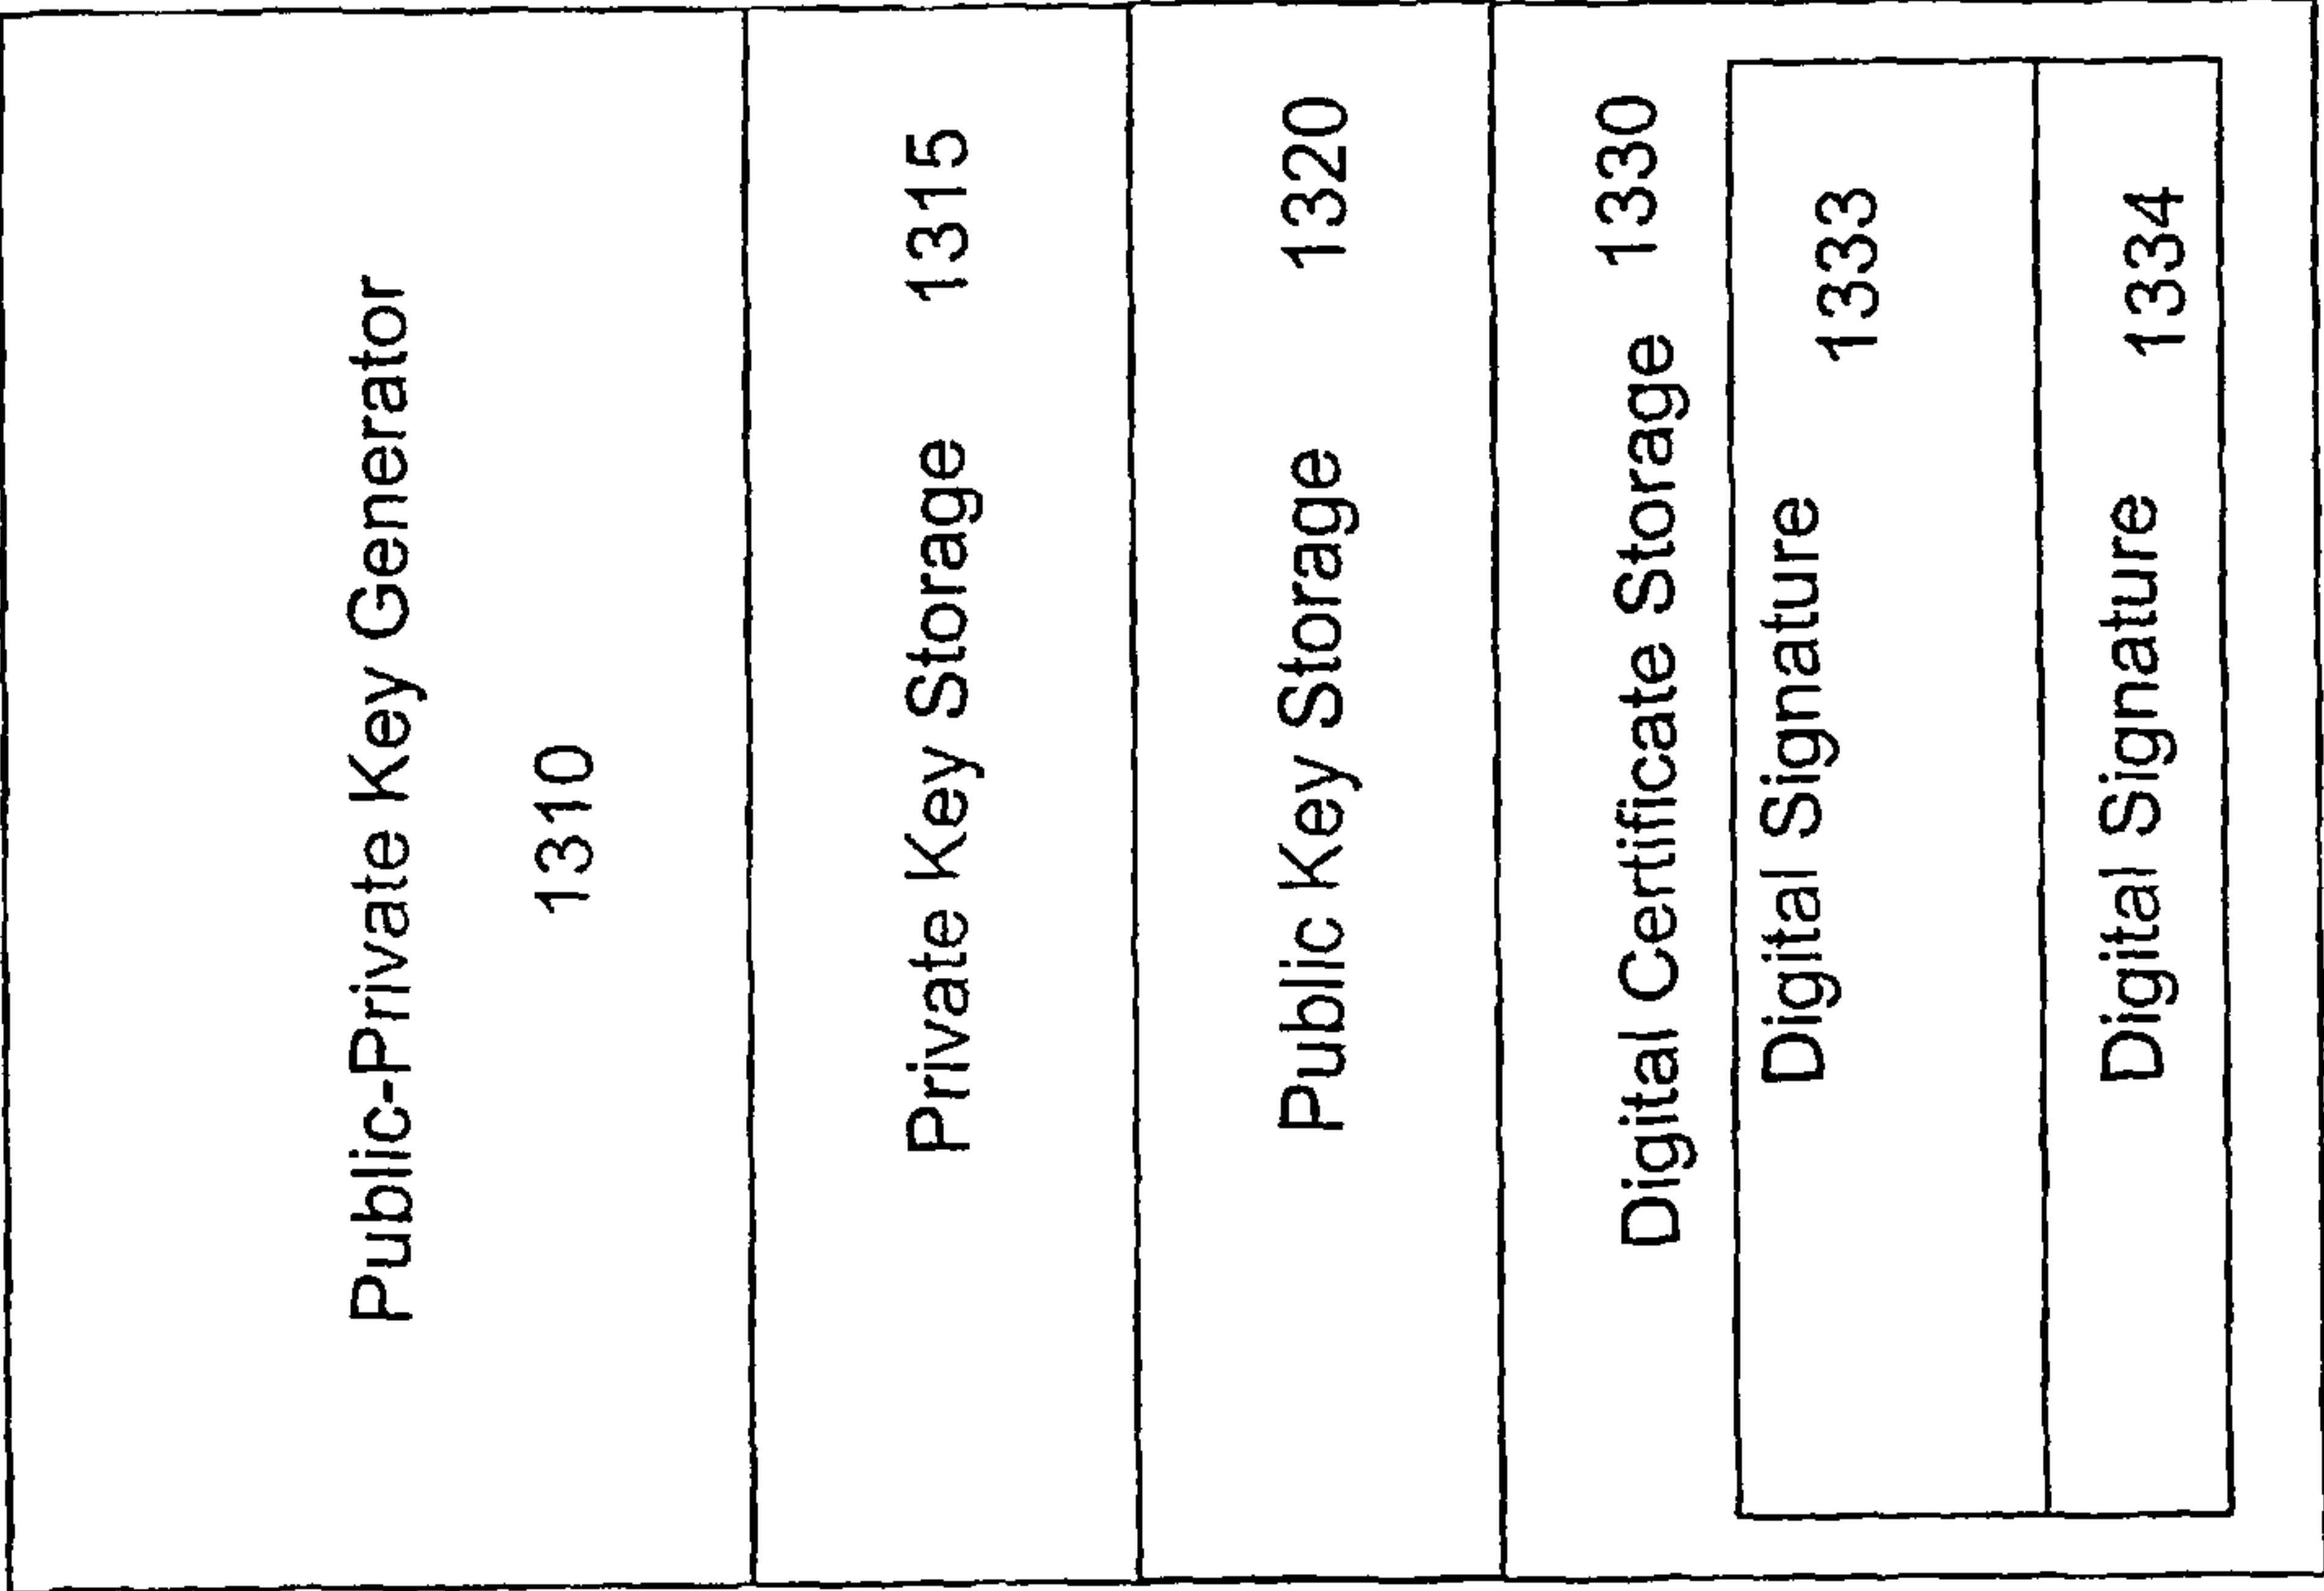 Public-Private Key Generator
1310
Private Key Storage 1315
Public Key Storage 1320
Digital Certificate Storage 1330
Digital Signature 1333
Digital Signature 1334